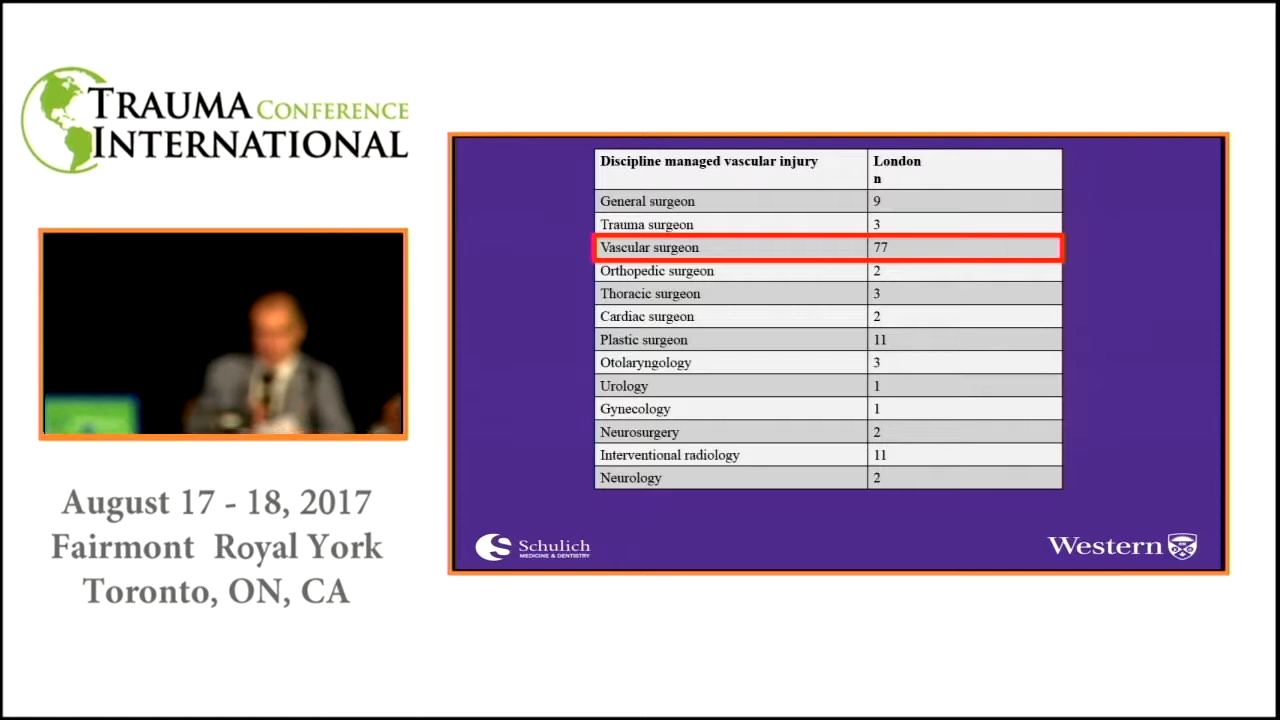 TRAUMA CONFERENCE
INTERNATIONAL
August 17 - 18, 2017
Fairmont Royal York
Toronto, ON, CA
Discipline managed vascular injury London
n
General surgeon 9
Trauma surgeon 3
Vascular surgeon 77
Orthopedic surgeon 2
Thoracic surgeon 3
Cardiac surgeon 2
Plastic surgeon 11
Otolaryngology 3
Urology 1
Gynecology 1
Neurosurgery 2
Interventional radiology 11
Neurology 2
Schulich
MEDICINE & DENTISTRY
Western